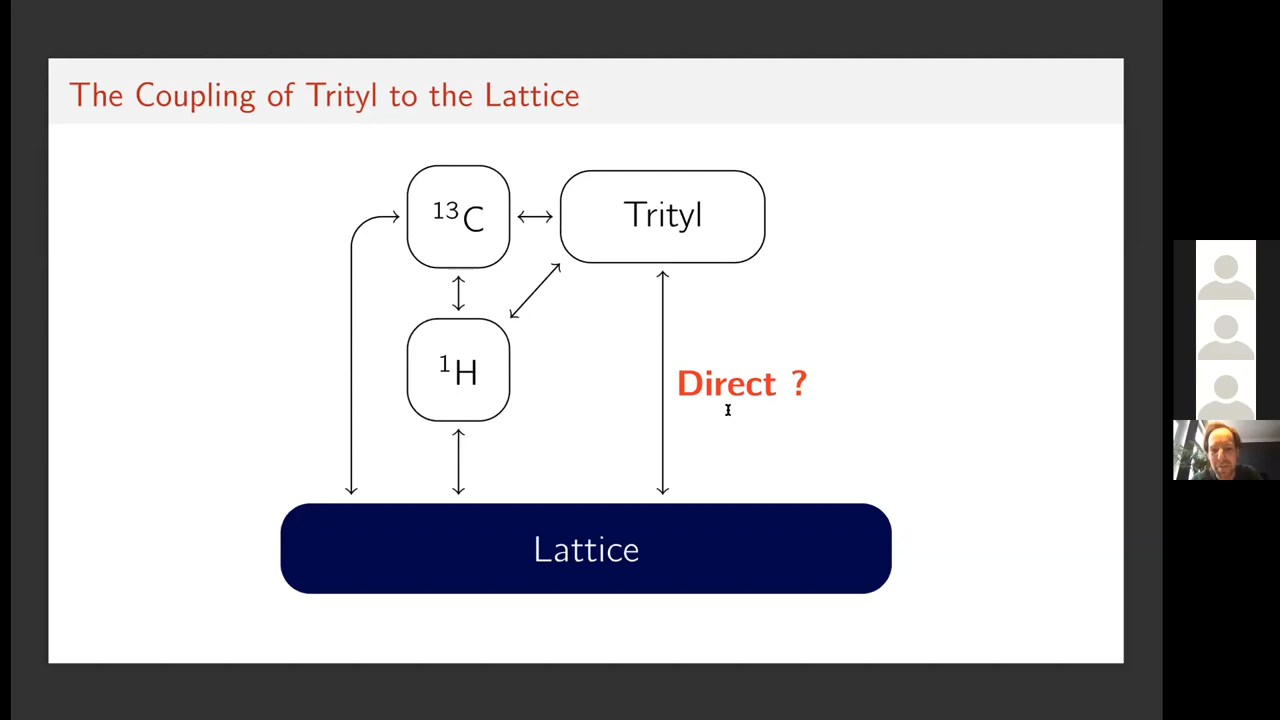 The Coupling of Trityl to the Lattice
¹³C
Trityl
¹H
Direct ?
Lattice